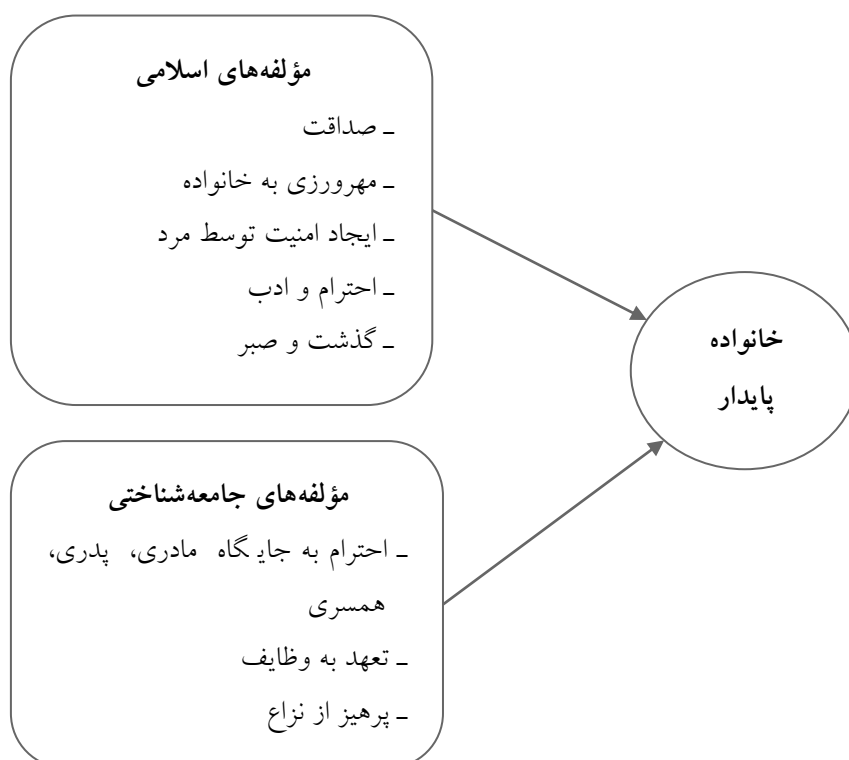 مؤلفه‌های اسلامی
ـ صداقت
ـ مهرورزی به خانواده
ـ ایجاد امنیت توسط مرد
ـ احترام و ادب
ـ گذشت و صبر
خانواده
پایدار
مؤلفه‌های جامعه‌شناختی
ـ احترام به جایگاه مادری، پدری،
همسری
ـ تعهد به وظایف
ـ پرهیز از نزاع